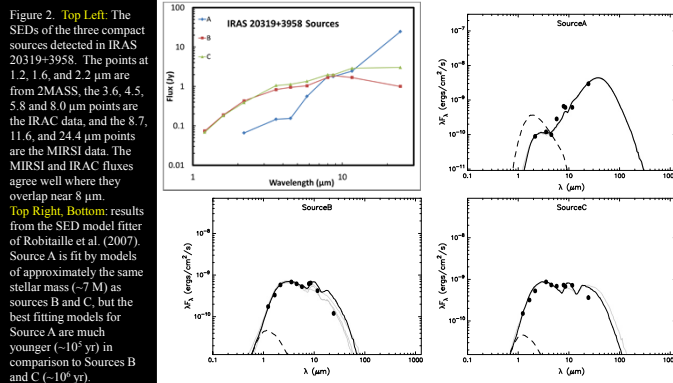 Figure 2. Top Left: The
SEDs of the three compact
sources detected in IRAS
20319+3958. The points at
1.2, 1.6, and 2.2 μm are
from 2MASS, the 3.6, 4.5,
5.8 and 8.0 μm points are
the IRAC data, and the 8.7,
11.6, and 24.4 μm points
are the MIRSI data. The
MIRSI and IRAC fluxes
agree well where they
overlap near 8 μm.
Top Right, Bottom: results
from the SED model fitter
of Robitaille et al. (2007).
Source A is fit by models
of approximately the same
stellar mass (~7 M) as
sources B and C, but the
best fitting models for
Source A are much
younger (~10⁵ yr) in
comparison to Sources B
and C (~10⁶ yr).
IRAS 20319+3958 Sources
A
B
C
Flux (Jy)
100
10
1
0.1
0.01
1
10
Wavelength (μm)
SourceA
λFλ (ergs/cm²/s)
10⁻⁷
10⁻⁸
10⁻⁹
10⁻¹⁰
10⁻¹¹
0.1
1
10
100
1000
λ (μm)
SourceB
λFλ (ergs/cm²/s)
10⁻⁸
10⁻⁹
10⁻¹⁰
0.1
1
10
100
1000
λ (μm)
SourceC
λFλ (ergs/cm²/s)
10⁻⁸
10⁻⁹
10⁻¹⁰
0.1
1
10
100
1000
λ (μm)